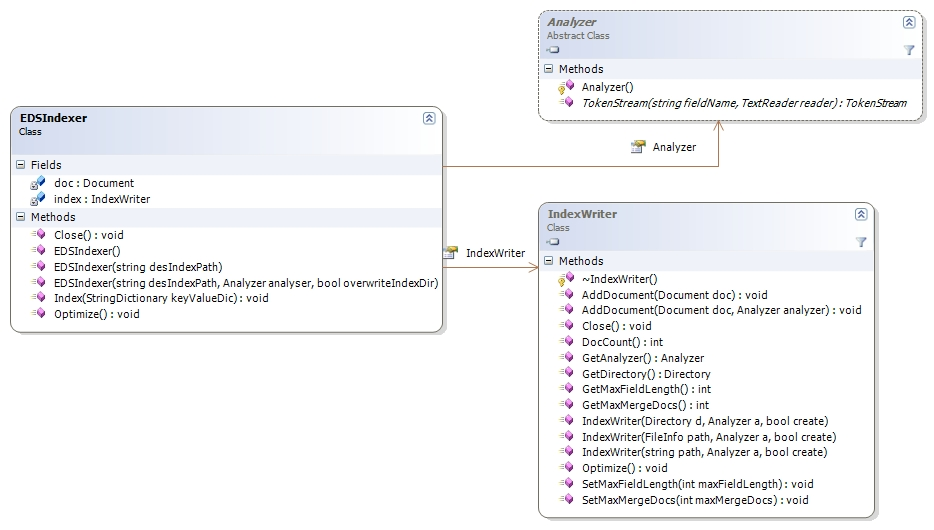 Analyzer
Abstract Class
Methods
Analyzer()
TokenStream(string fieldName, TextReader reader) : TokenStream
EDSIndexer
Class
Fields
doc : Document
index : IndexWriter
Methods
Close() : void
EDSIndexer()
EDSIndexer(string desIndexPath)
EDSIndexer(string desIndexPath, Analyzer analyser, bool overwriteIndexDir)
Index(StringDictionary keyValueDic) : void
Optimize() : void
Analyzer
IndexWriter
IndexWriter
Class
Methods
~IndexWriter()
AddDocument(Document doc) : void
AddDocument(Document doc, Analyzer analyzer) : void
Close() : void
DocCount() : int
GetAnalyzer() : Analyzer
GetDirectory() : Directory
GetMaxFieldLength() : int
GetMaxMergeDocs() : int
IndexWriter(Directory d, Analyzer a, bool create)
IndexWriter(FileInfo path, Analyzer a, bool create)
IndexWriter(string path, Analyzer a, bool create)
Optimize() : void
SetMaxFieldLength(int maxFieldLength) : void
SetMaxMergeDocs(int maxMergeDocs) : void